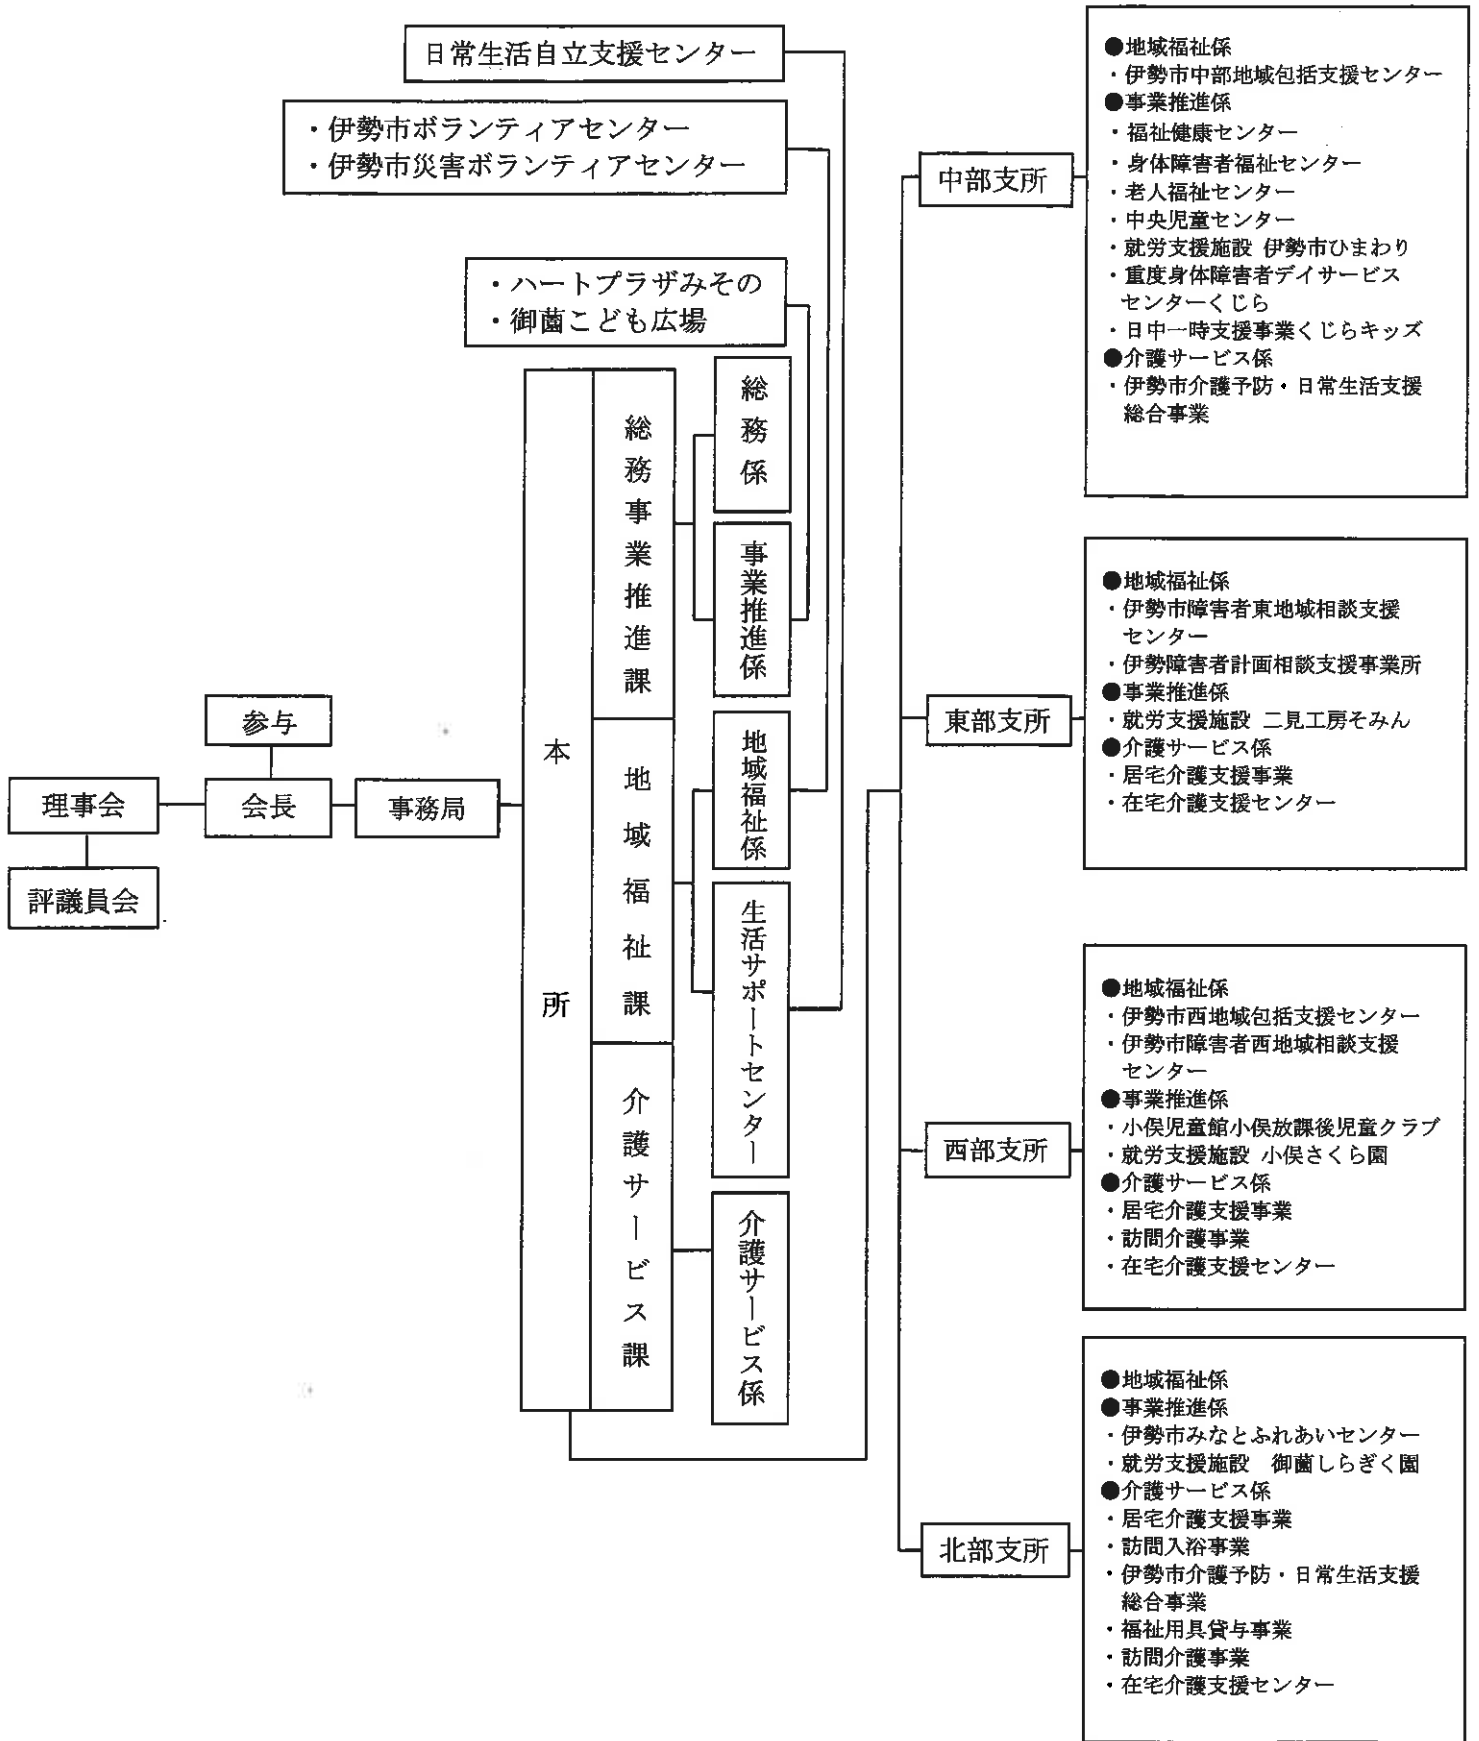 日常生活自立支援センター
・伊勢市ボランティアセンター
・伊勢市災害ボランティアセンター
・ハートプラザみその
・御薗こども広場
理事会
評議員会
参与
会長
事務局
本所
総務事業推進課
地域福祉課
介護サービス課
総務係
事業推進係
地域福祉係
生活サポートセンター
介護サービス係
中部支所
●地域福祉係
・伊勢市中部地域包括支援センター
●事業推進係
・福祉健康センター
・身体障害者福祉センター
・老人福祉センター
・中央児童センター
・就労支援施設 伊勢市ひまわり
・重度身体障害者デイサービス
センターくじら
・日中一時支援事業くじらキッズ
●介護サービス係
・伊勢市介護予防・日常生活支援
総合事業
東部支所
●地域福祉係
・伊勢市障害者東地域相談支援
センター
・伊勢障害者計画相談支援事業所
●事業推進係
・就労支援施設 二見工房そみん
●介護サービス係
・居宅介護支援事業
・在宅介護支援センター
西部支所
●地域福祉係
・伊勢市西地域包括支援センター
・伊勢市障害者西地域相談支援
センター
●事業推進係
・小俣児童館小俣放課後児童クラブ
・就労支援施設 小俣さくら園
●介護サービス係
・居宅介護支援事業
・訪問介護事業
・在宅介護支援センター
北部支所
●地域福祉係
●事業推進係
・伊勢市みなとふれあいセンター
・就労支援施設　御薗しらぎく園
●介護サービス係
・居宅介護支援事業
・訪問入浴事業
・伊勢市介護予防・日常生活支援
総合事業
・福祉用具貸与事業
・訪問介護事業
・在宅介護支援センター